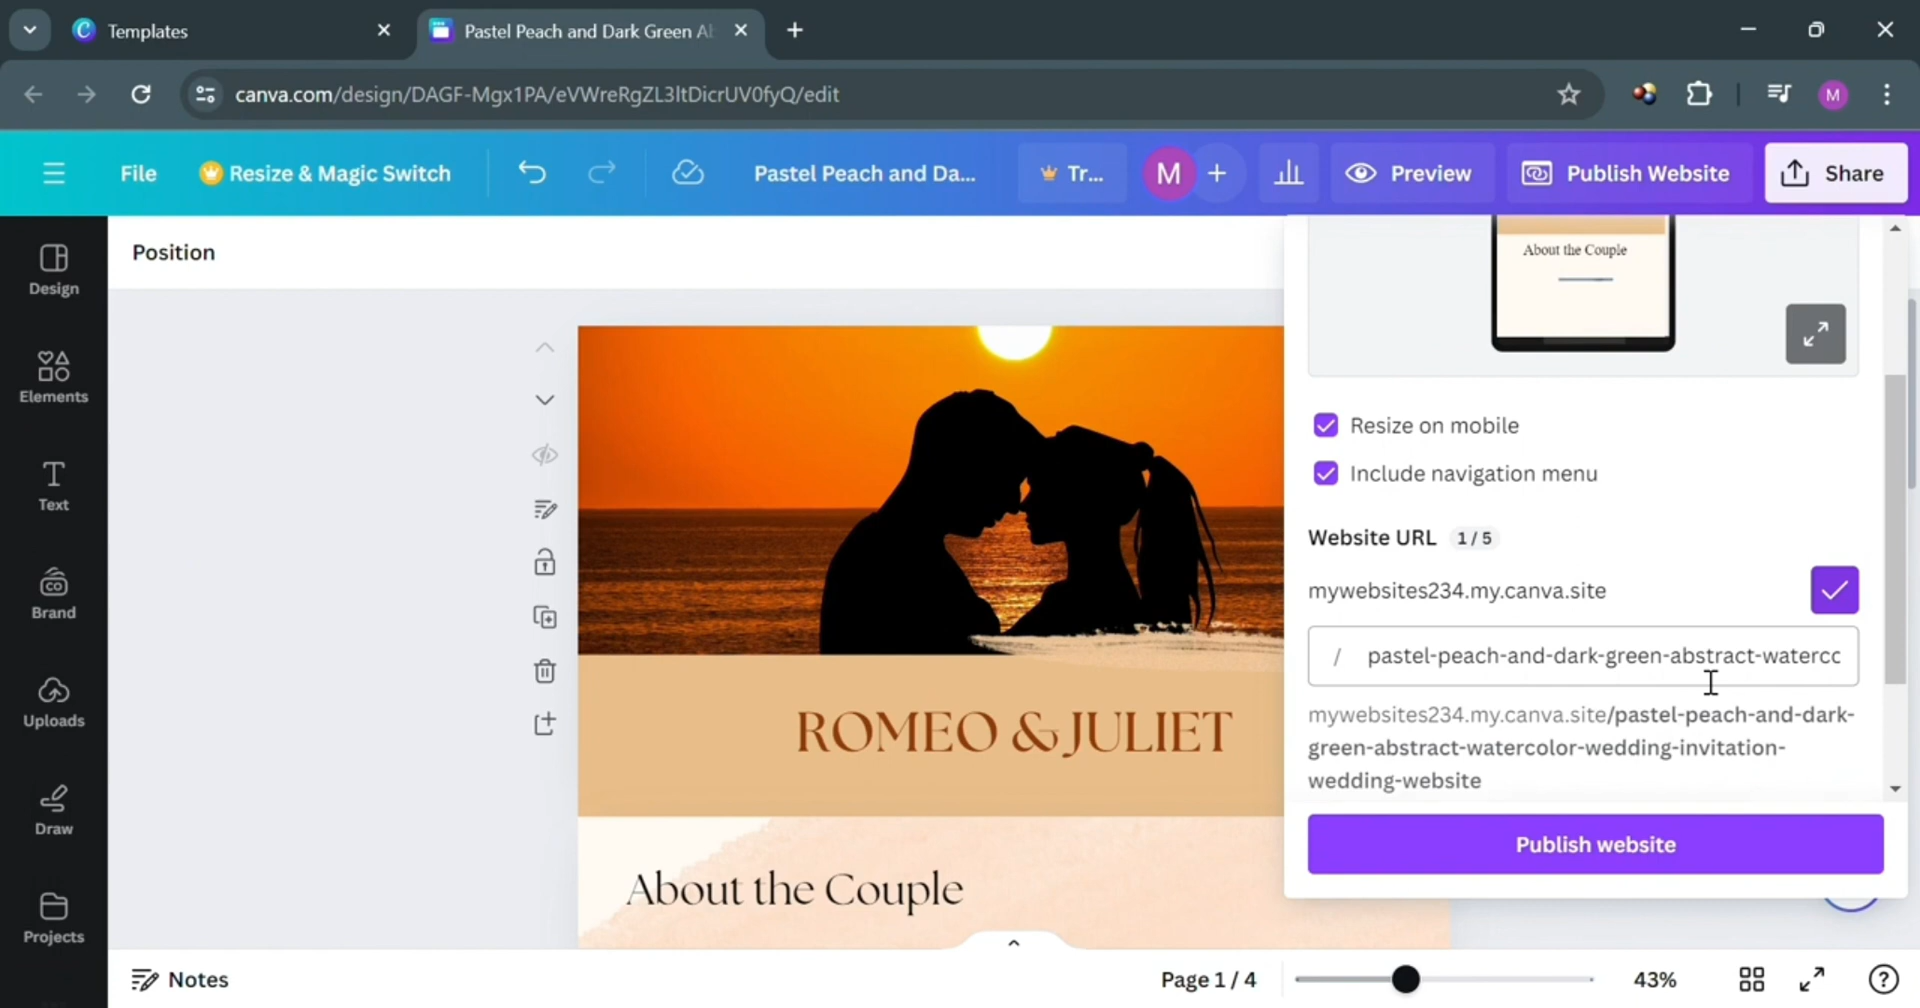 Templates
Pastel Peach and Dark Green Ab
canva.com/design/DAGF-Mgx1PA/eVWreRgZL3ltDicrUV0fyQ/edit
M
File
Resize & Magic Switch
Pastel Peach and Da...
Tr...
M
+
Preview
Publish Website
Share
Design
Elements
Text
Brand
Uploads
Draw
Projects
Position
ROMEO & JULIET
About the Couple
About the Couple
Resize on mobile
Include navigation menu
Website URL 1 / 5
mywebsites234.my.canva.site
/ pastel-peach-and-dark-green-abstract-waterco
mywebsites234.my.canva.site/pastel-peach-and-dark-
green-abstract-watercolor-wedding-invitation-
wedding-website
Publish website
Notes
Page 1 / 4
43%